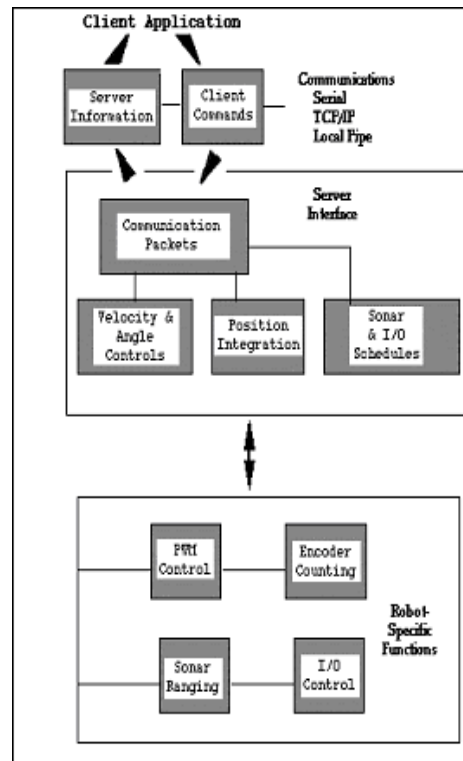 Client Application
Server
Information
Client
Commands
Communications
Serial
TCP/IP
Local Pipe
Server
Interface
Communication
Packets
Velocity &
Angle
Controls
Position
Integration
Sonar
& I/O
Schedules
PWM
Control
Encoder
Counting
Robot-
Specific
Functions
Sonar
Ranging
I/O
Control